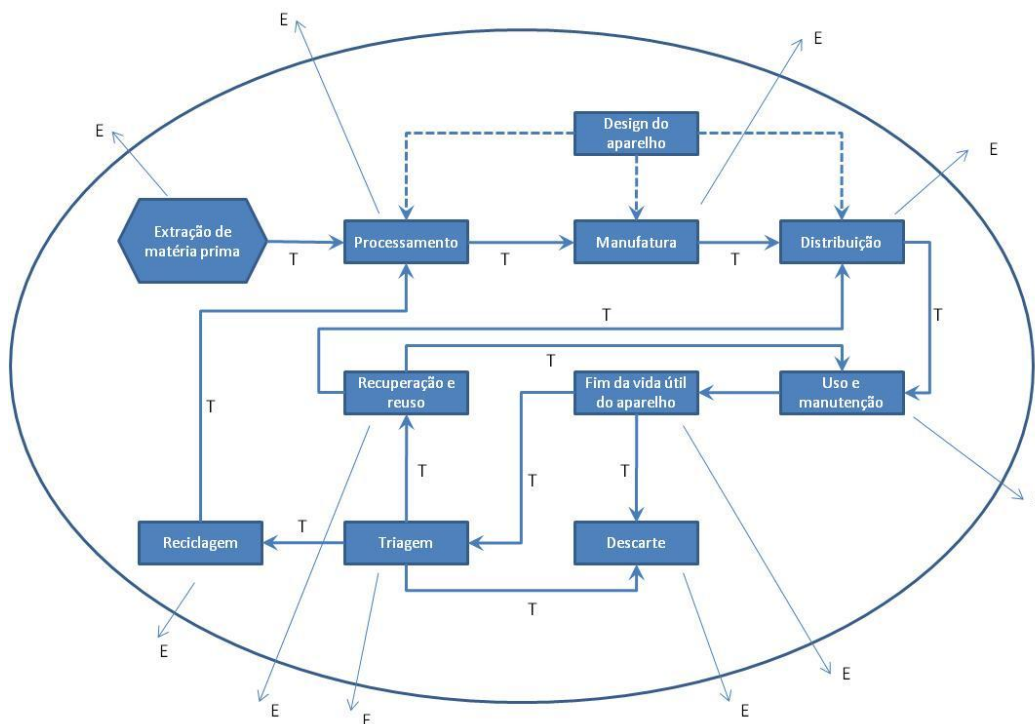 E
E
E
E
E
Design do
aparelho
Extração de
matéria prima
T
Processamento
T
Manufatura
T
Distribuição
T
T
T
T
Recuperação e
reuso
Fim da vida útil
do aparelho
Uso e
manutenção
T
T
T
Reciclagem
T
Triagem
Descarte
T
E
E
E
E
E